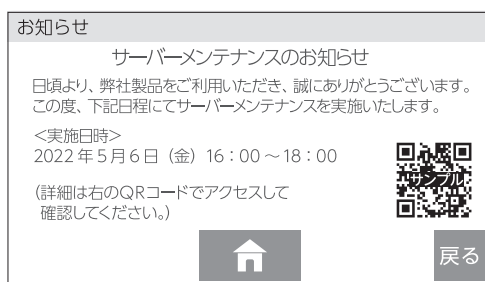 お知らせ
サーバーメンテナンスのお知らせ
日頃より、弊社製品をご利用いただき、誠にありがとうございます。
この度、下記日程にてサーバーメンテナンスを実施いたします。
<実施日時>
2022年5月6日（金）16：00～18：00
（詳細は右のQRコードでアクセスして
確認してください。）
サンプル
戻る